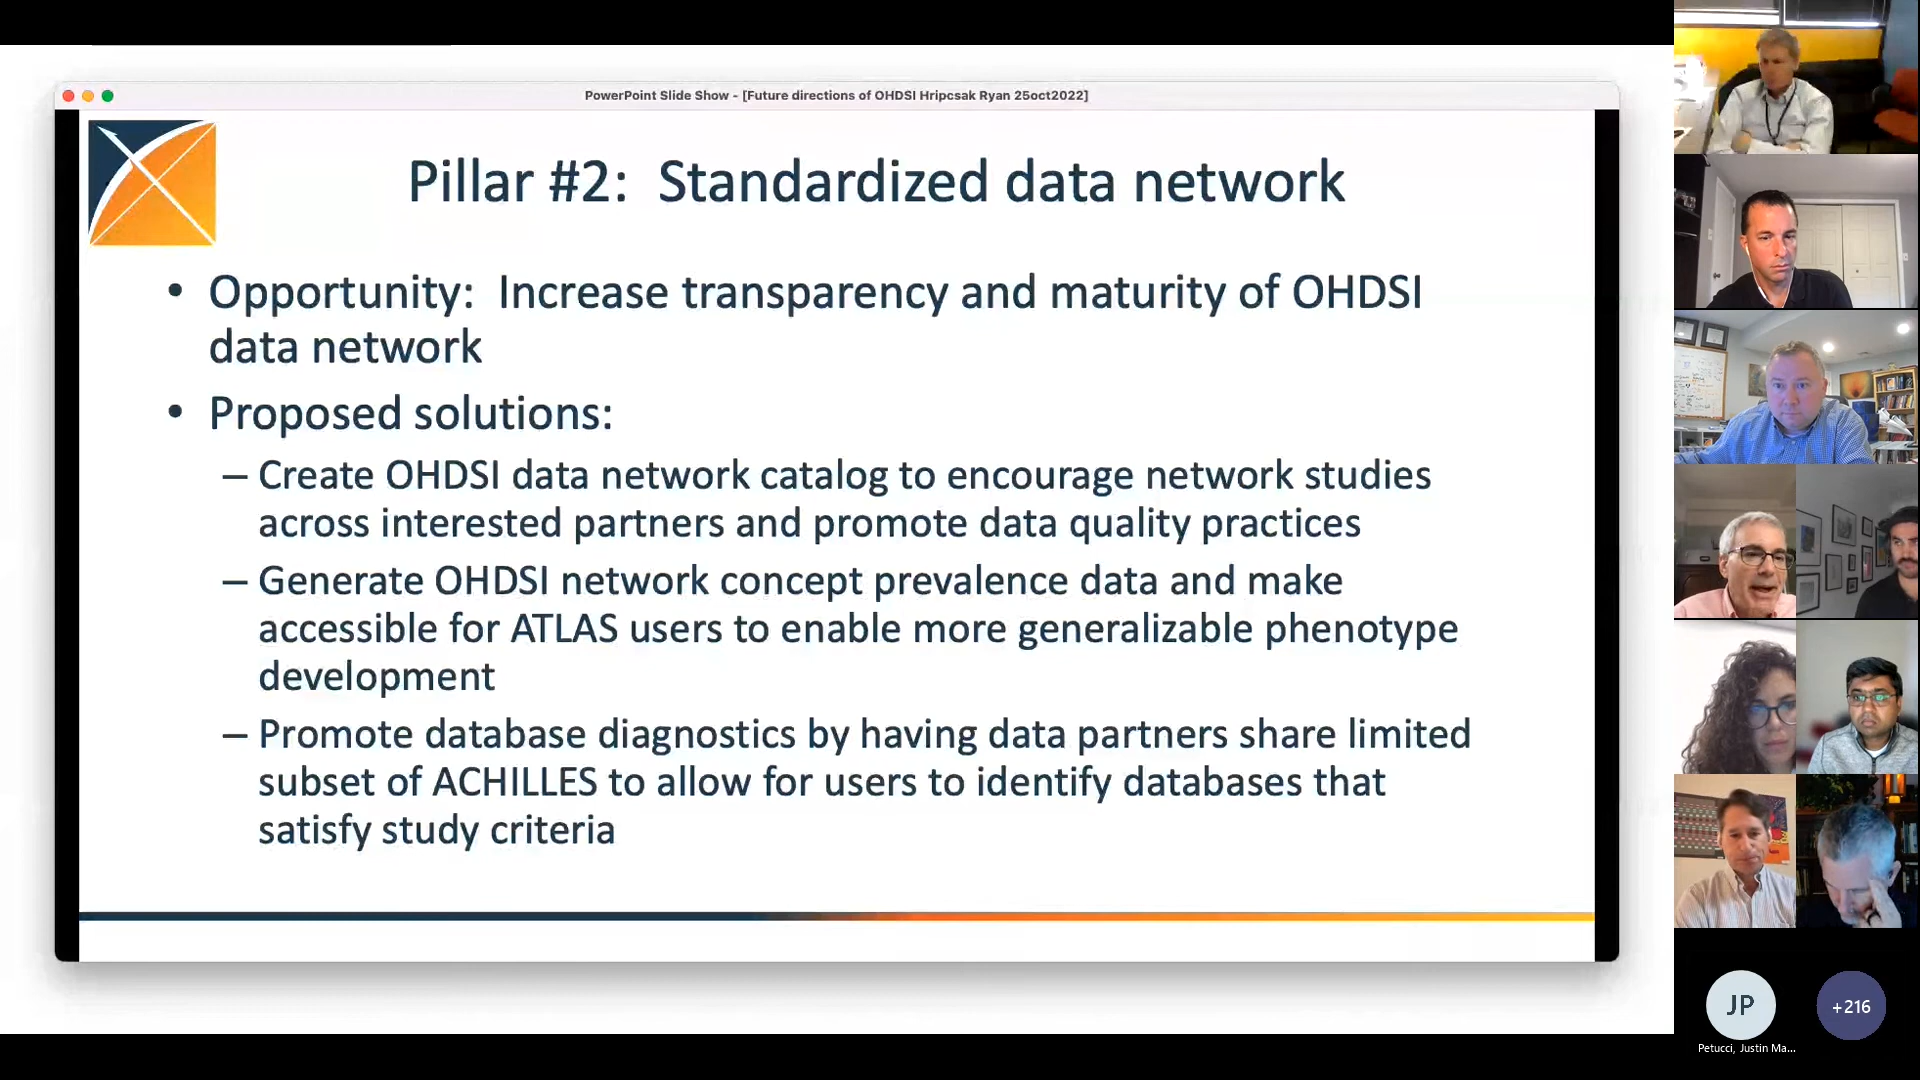 PowerPoint Slide Show - [Future directions of OHDSI Hripcsak Ryan 25oct2022]
Pillar #2:  Standardized data network
• Opportunity:  Increase transparency and maturity of OHDSI
data network
• Proposed solutions:
– Create OHDSI data network catalog to encourage network studies
across interested partners and promote data quality practices
– Generate OHDSI network concept prevalence data and make
accessible for ATLAS users to enable more generalizable phenotype
development
– Promote database diagnostics by having data partners share limited
subset of ACHILLES to allow for users to identify databases that
satisfy study criteria
JP
+216
Petucci, Justin Ma...